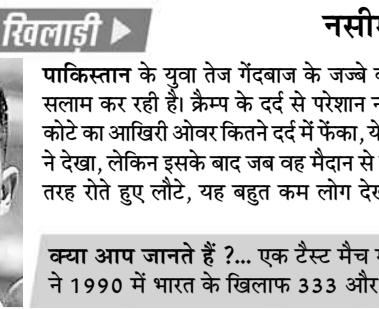 खिलाड़ी
नसीम
पाकिस्तान के युवा तेज गेंदबाज के जज्बे
सलाम कर रही है। क्रैम्प के दर्द से परेशान
कोटे का आखिरी ओवर कितने दर्द में फेंका,
ने देखा, लेकिन इसके बाद जब वह मैदान से
तरह रोते हुए लौटे, यह बहुत कम लोग
क्या आप जानते हैं ?... एक टैस्ट मैच
ने 1990 में भारत के खिलाफ 333 और